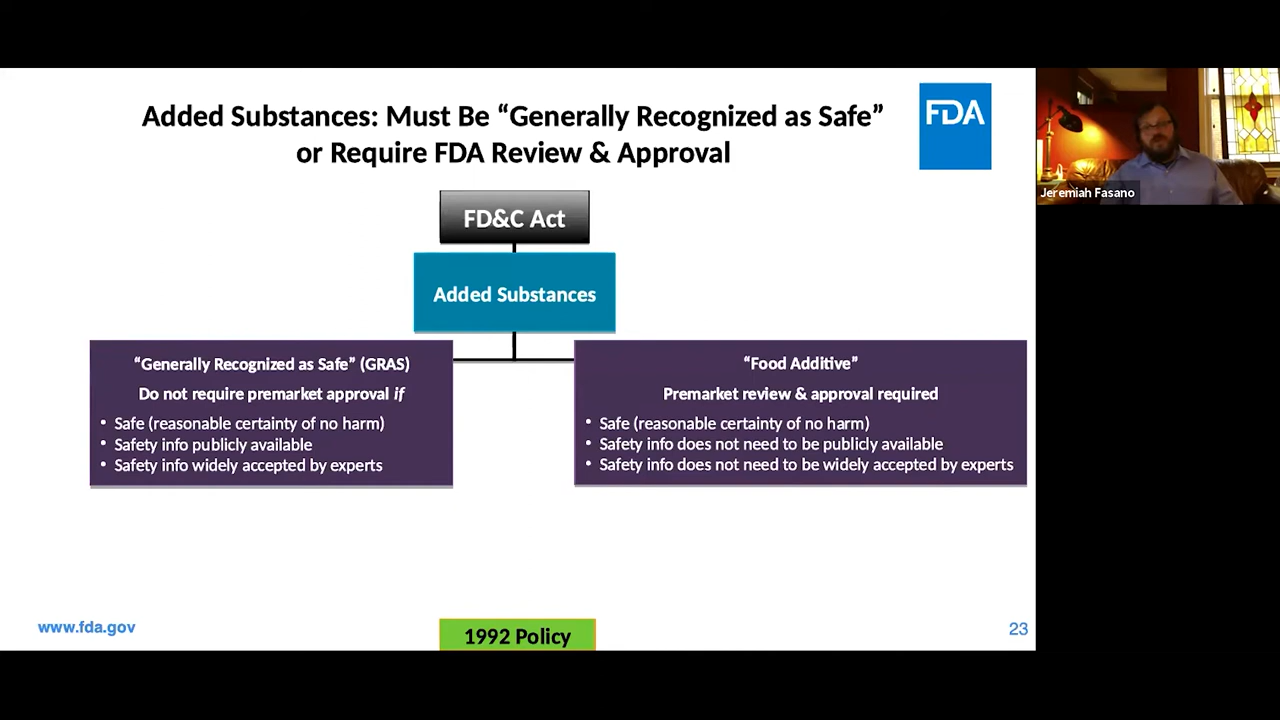 Added Substances: Must Be “Generally Recognized as Safe”
or Require FDA Review & Approval
FDA
Jeremiah Fasano
FD&C Act
Added Substances
“Generally Recognized as Safe” (GRAS)
Do not require premarket approval if
• Safe (reasonable certainty of no harm)
• Safety info publicly available
• Safety info widely accepted by experts
“Food Additive”
Premarket review & approval required
• Safe (reasonable certainty of no harm)
• Safety info does not need to be publicly available
• Safety info does not need to be widely accepted by experts
www.fda.gov
1992 Policy
23